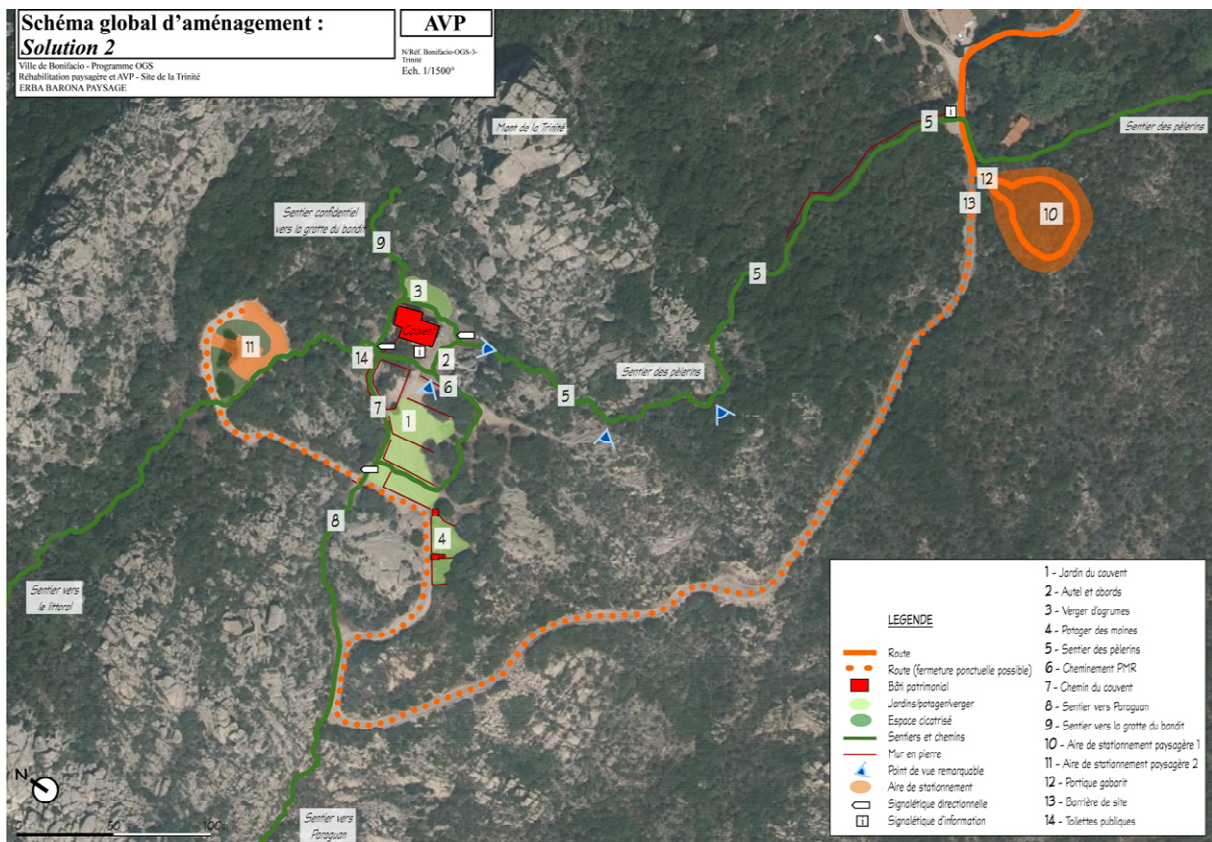 Schéma global d'aménagement :
Solution 2
Ville de Bonifacio - Programme OGS
Réhabilitation paysagère et AVP - Site de la Trinité
ERBA BARONA PAYSAGE
AVP
N/Réf. Bonifacio-OGS-3-
Trinité
Ech. 1/1500°
Mont de la Trinité
5
i
Sentier des pèlerins
12
13
10
Sentier confidentiel
vers la grotte du bandit
9
5
3
Couvent
i
11
14
2
6
Sentier des pèlerins
5
7
1
8
4
Sentier vers
le littoral
Sentier vers
Paraguan
N
0
50
100
LEGENDE
Route
Route (fermeture ponctuelle possible)
Bâti patrimonial
Jardins/potager/verger
Espace cicatrisé
Sentiers et chemins
Mur en pierre
Point de vue remarquable
Aire de stationnement
Signalétique directionnelle
i Signalétique d'information
1 - Jardin du couvent
2 - Autel et abords
3 - Verger d'agrumes
4 - Potager des moines
5 - Sentier des pèlerins
6 - Cheminement PMR
7 - Chemin du couvent
8 - Sentier vers Paraguan
9 - Sentier vers la grotte du bandit
10 - Aire de stationnement paysagère 1
11 - Aire de stationnement paysagère 2
12 - Portique gabarit
13 - Barrière de site
14 - Toilettes publiques